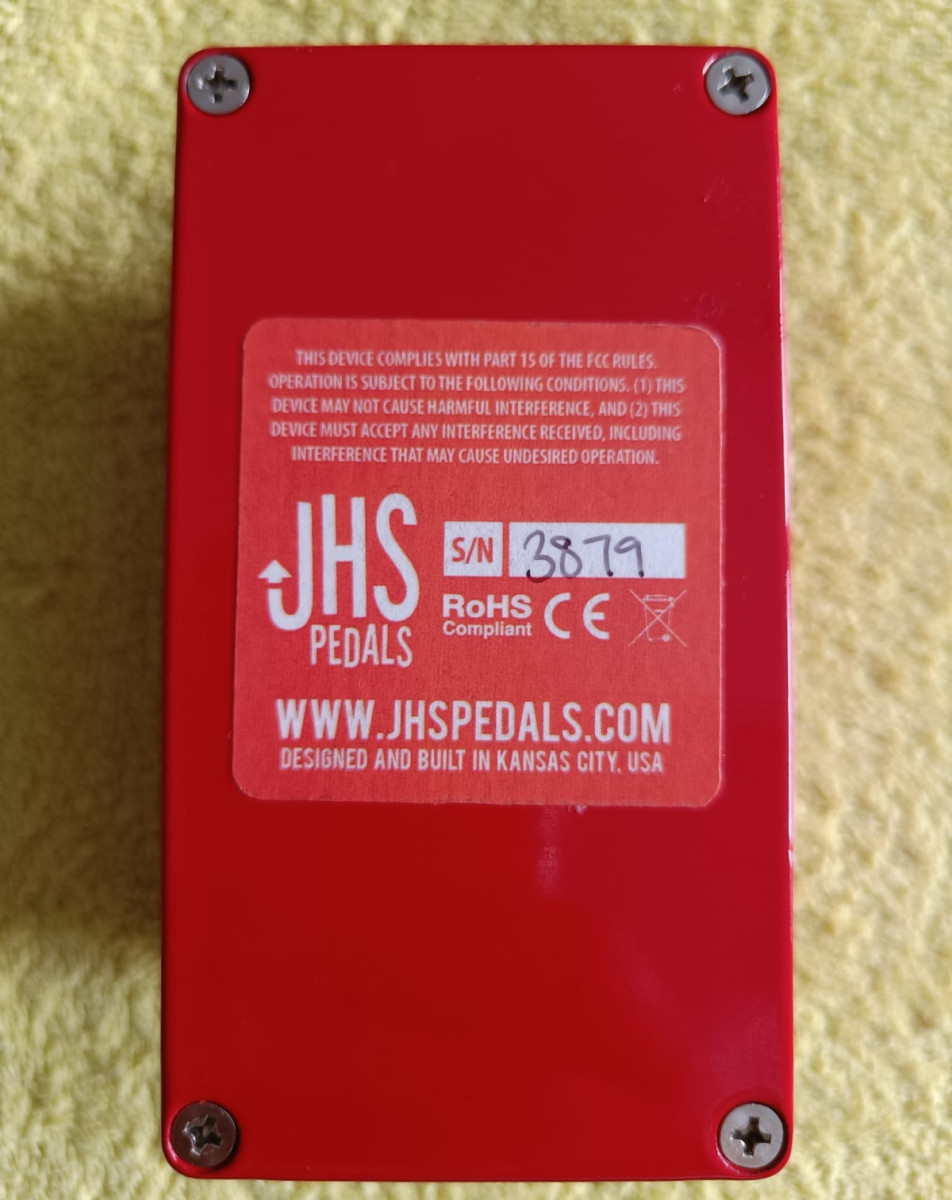 THIS DEVICE COMPLIES WITH PART 15 OF THE FCC RULES.
OPERATION IS SUBJECT TO THE FOLLOWING CONDITIONS. (1) THIS
DEVICE MAY NOT CAUSE HARMFUL INTERFERENCE, AND (2) THIS
DEVICE MUST ACCEPT ANY INTERFERENCE RECEIVED, INCLUDING
INTERFERENCE THAT MAY CAUSE UNDESIRED OPERATION.
JHS
PEDALS
S/N 3879
RoHS
Compliant
CE
WWW.JHSPEDALS.COM
DESIGNED AND BUILT IN KANSAS CITY, USA